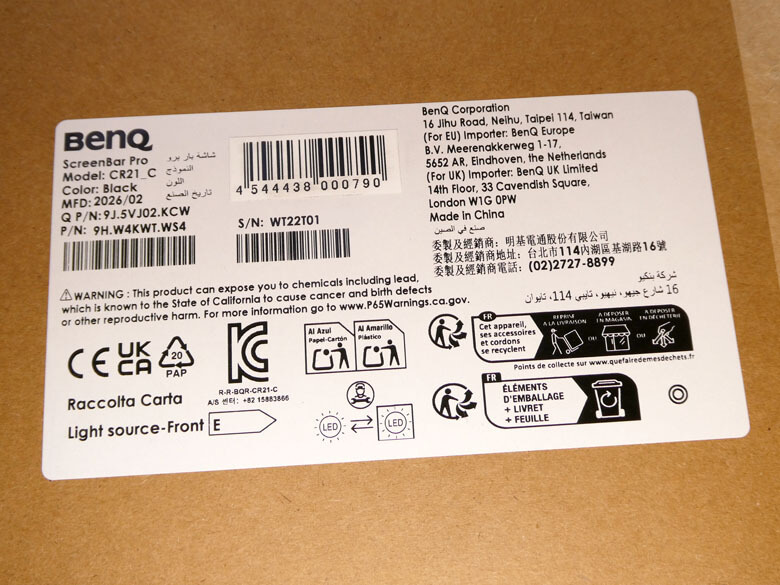 BenQ
ScreenBar Pro شاشة بار برو
Model: CR21_C النموذج
Color: Black اللون
MFD: 2026/02 تاريخ الصنع
Q P/N: 9J.5VJ02.KCW
P/N: 9H.W4KWT.WS4
4 544438 000790
S/N: WT22T01
BenQ Corporation
16 Jihu Road, Neihu, Taipei 114, Taiwan
(For EU) Importer: BenQ Europe
B.V. Meerenakkerweg 1-17,
5652 AR, Eindhoven, the Netherlands
(For UK) Importer: BenQ UK Limited
14th Floor, 33 Cavendish Square,
London W1G 0PW
Made in China
صنع في الصين
委製及經銷商：明基電通股份有限公司
委製及經銷商地址：台北市114內湖區基湖路16號
委製及經銷商電話：(02)2727-8899
شركة بنكيو
16 شارع جيهو، نيهيو، تايبي 114، تايوان
WARNING : This product can expose you to chemicals including lead,
which is known to the State of California to cause cancer and birth defects
or other reproductive harm. For more information go to www.P65Warnings.ca.gov.
CE
UK
CA
20
PAP
R-R-BQR-CR21-C
A/S 센터: +82 15883866
Al Azul
Papel-Cartón
Al Amarillo
Plástico
FR
Cet appareil,
ses accessoires
et cordons
se recyclent
REPRISE
À LA LIVRAISON
OU
À DÉPOSER
EN MAGASIN
OU
À DÉPOSER
EN DÉCHÈTERIE
Points de collecte sur www.quefairedemesdechets.fr
Raccolta Carta
Light source-Front E
LED
LED
FR
ÉLÉMENTS
D'EMBALLAGE
+ LIVRET
+ FEUILLE